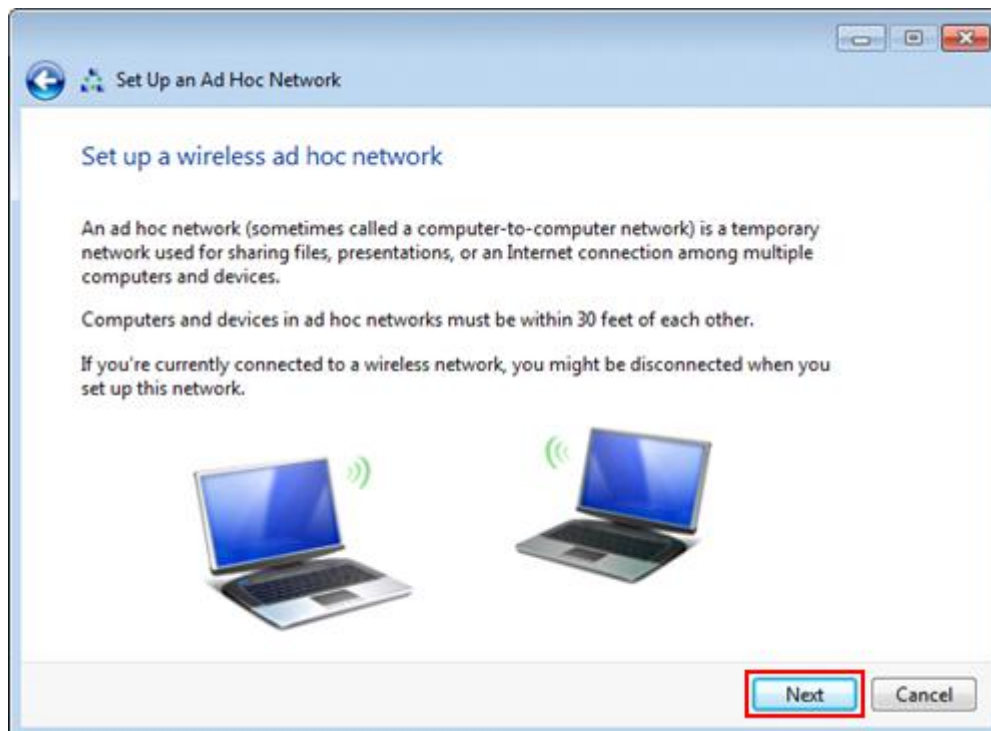 Set Up an Ad Hoc Network
Set up a wireless ad hoc network
An ad hoc network (sometimes called a computer-to-computer network) is a temporary
network used for sharing files, presentations, or an Internet connection among multiple
computers and devices.
Computers and devices in ad hoc networks must be within 30 feet of each other.
If you're currently connected to a wireless network, you might be disconnected when you
set up this network.
Next
Cancel